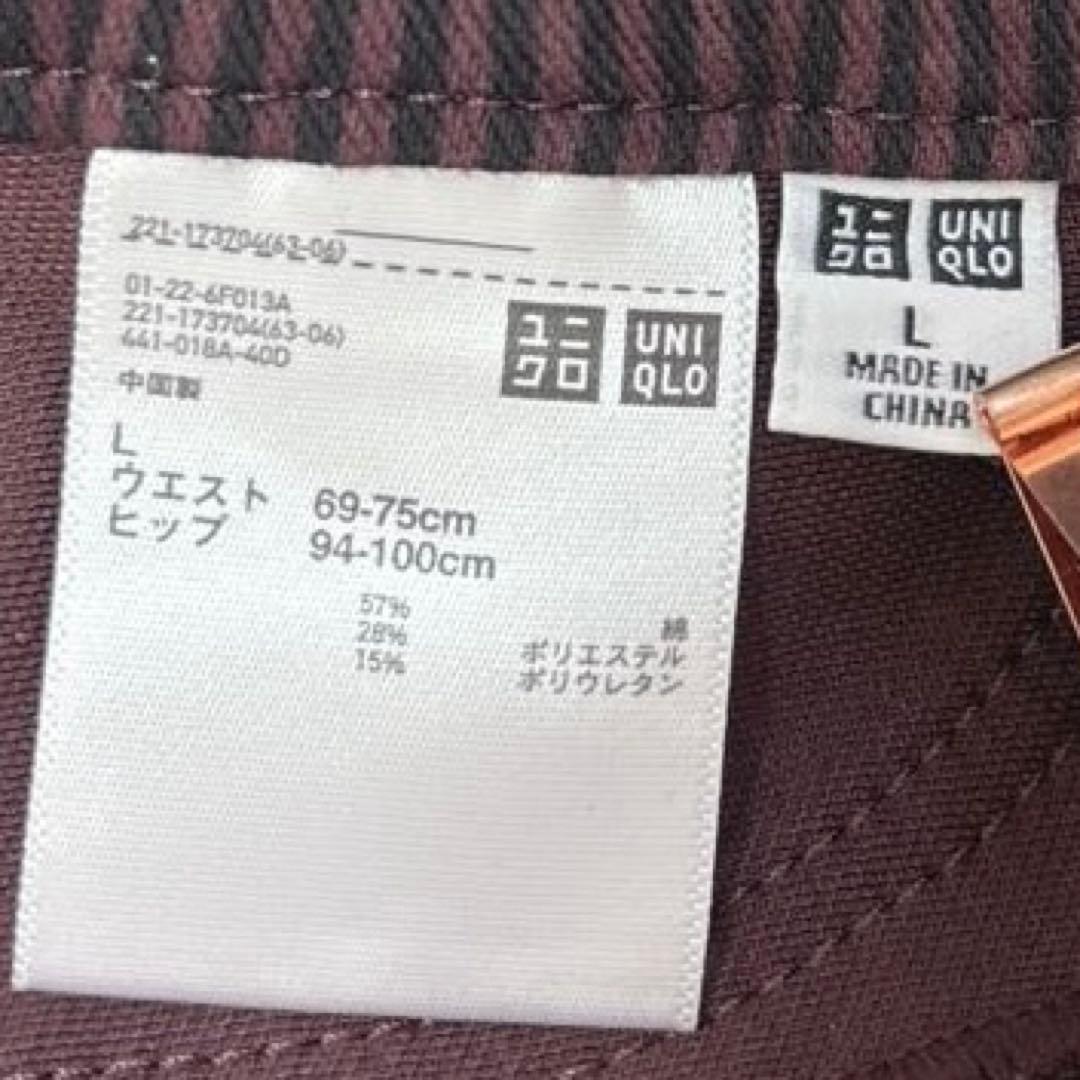 221-173704(63-06)
01-22-6F013A
221-173704(63-06)
441-018A-40D
中国製
ユニ
クロ
UNI
QLO
L
ウエスト 69-75cm
ヒップ 94-100cm
57% 綿
28% ポリエステル
15% ポリウレタン
ユニ
クロ
UNI
QLO
L
MADE IN
CHINA